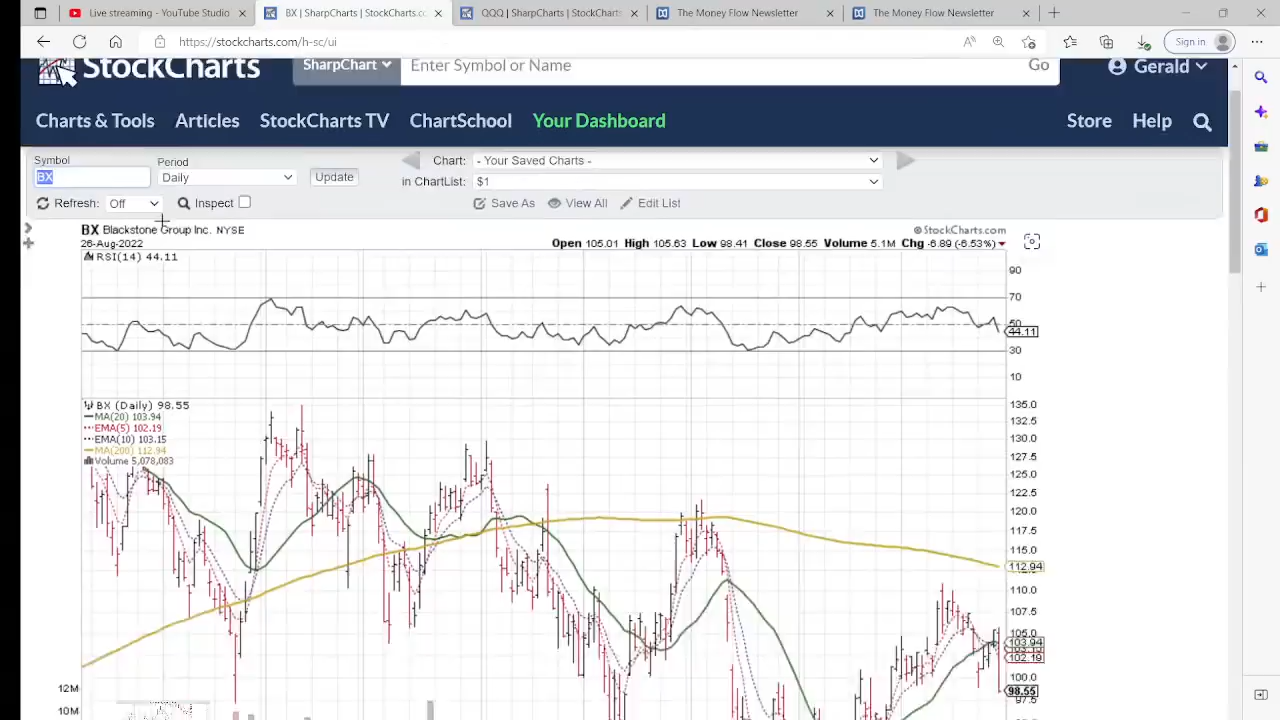 Live streaming - YouTube Studio
BX | SharpCharts | StockCharts.c
QQQ | SharpCharts | StockCharts
The Money Flow Newsletter
The Money Flow Newsletter
https://stockcharts.com/h-sc/ui
Sign in
StockCharts
SharpChart
Enter Symbol or Name
Go
Gerald
Charts & Tools Articles StockCharts TV ChartSchool Your Dashboard Store Help
Symbol Period Chart: - Your Saved Charts -
BX Daily Update in ChartList: $1
Refresh: Off Inspect Save As View All Edit List
BX Blackstone Group Inc. NYSE @StockCharts.com
26-Aug-2022 Open 105.01 High 105.63 Low 98.41 Close 98.55 Volume 5.1M Chg -6.89 (-6.53%)
RSI(14) 44.11
90
70
50
44.11
30
10
BX (Daily) 98.55
MA(20) 103.94
EMA(5) 102.19
EMA(10) 103.15
MA(200) 112.94
Volume 5,078,083
135.0
132.5
130.0
127.5
125.0
122.5
120.0
117.5
115.0
112.94
110.0
107.5
105.0
103.94
102.19
100.0
98.55
97.5
12M
10M